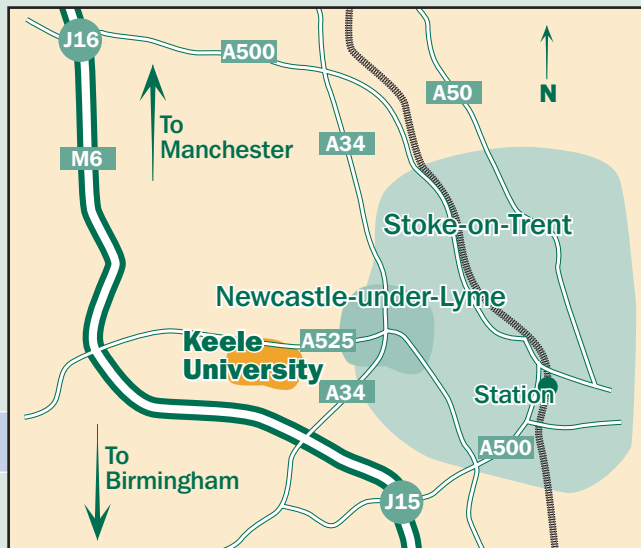 J16
A500
A50
N
To
Manchester
A34
M6
Stoke-on-Trent
Newcastle-under-Lyme
Keele
University
A525
A34
Station
To
Birmingham
A500
J15